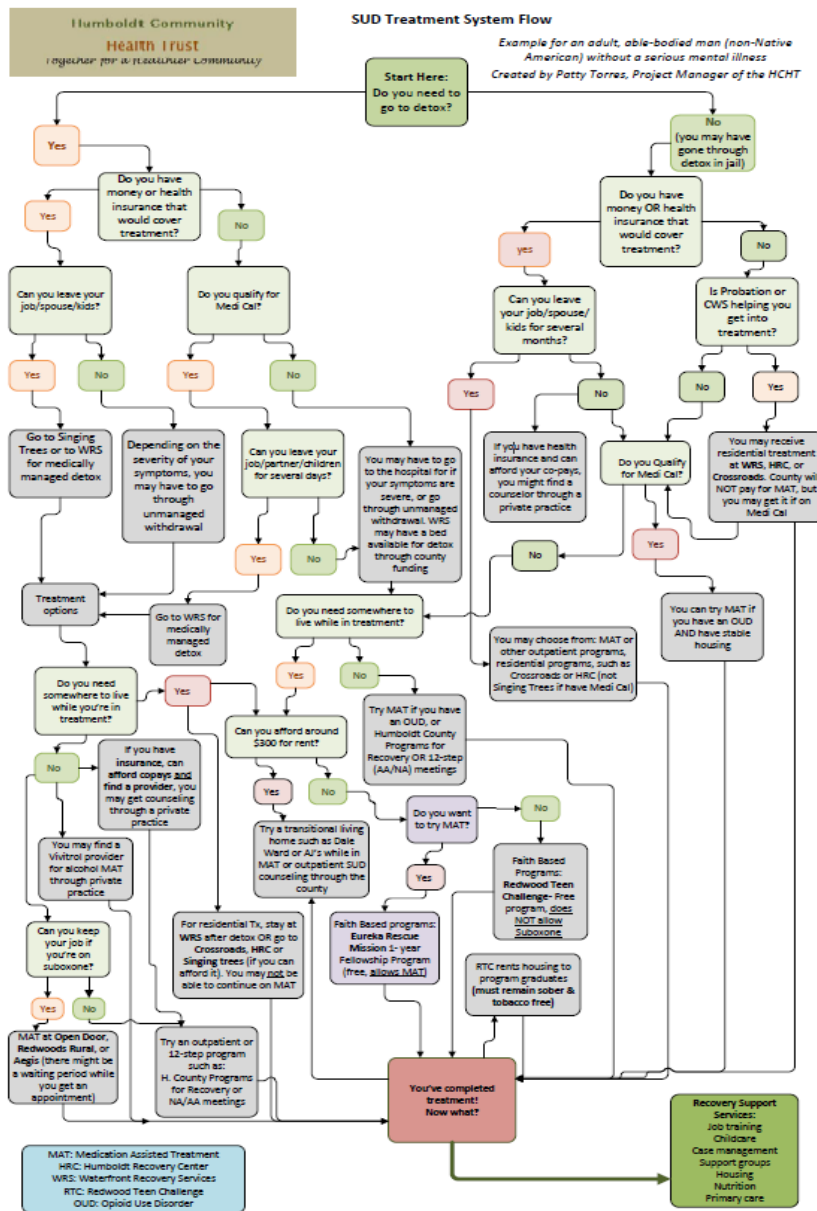 Humboldt Community
Health Trust
Together for a Healthier Community
SUD Treatment System Flow
Example for an adult, able-bodied man (non-Native
American) without a serious mental illness
Created by Patty Torres, Project Manager of the HCHT
Start Here:
Do you need to
go to detox?
Yes
No
(you may have
gone through
detox in jail)
Do you have
money or health
insurance that
would cover
treatment?
Do you have
money OR health
insurance that
would cover
treatment?
Yes
No
yes
No
Can you leave your
job/spouse/kids?
Do you qualify for
Medi Cal?
Can you leave
your job/spouse/
kids for several
months?
Is Probation or
CWS helping you
get into
treatment?
Yes
No
Yes
No
Yes
No
No
Yes
Go to Singing
Trees or to WRS
for medically
managed detox
Depending on the
severity of your
symptoms, you
may have to go
through
unmanaged
withdrawal
Can you leave your
job/partner/children
for several days?
You may have to go
to the hospital for if
your symptoms are
severe, or go
through unmanaged
withdrawal. WRS
may have a bed
available for detox
through county
funding
If you have health
insurance and can
afford your co-pays,
you might find a
counselor through a
private practice
Do you Qualify
for Medi Cal?
You may receive
residential treatment
at WRS, HRC, or
Crossroads. County will
NOT pay for MAT, but
you may get it if on
Medi Cal
Yes
No
No
Yes
Treatment
options
Go to WRS for
medically
managed detox
Do you need somewhere to
live while in treatment?
You can try MAT if
you have an OUD
AND have stable
housing
You may choose from: MAT or
other outpatient programs,
residential programs, such as
Crossroads or HRC (not
Singing Trees if have Medi Cal)
Do you need
somewhere to live
while you're in
treatment?
Yes
Yes
No
Can you afford around
$300 for rent?
Try MAT if you have
an OUD, or
Humboldt County
Programs for
Recovery OR 12-step
(AA/NA) meetings
No
If you have
insurance, can
afford copays and
find a provider, you
may get counseling
through a private
practice
Yes
No
Do you want
to try MAT?
No
You may find a
Vivitrol provider
for alcohol MAT
through private
practice
Try a transitional living
home such as Dale
Ward or AJ's while in
MAT or outpatient SUD
counseling through the
county
Yes
Faith Based
Programs:
Redwood Teen
Challenge- Free
program, does
NOT allow
Suboxone
Can you keep
your job if
you're on
suboxone?
For residential Tx, stay at
WRS after detox OR go to
Crossroads, HRC or
Singing trees (if you can
afford it). You may not be
able to continue on MAT
Faith Based programs:
Eureka Rescue
Mission 1- year
Fellowship Program
(free, allows MAT)
RTC rents housing to
program graduates
(must remain sober &
tobacco free)
Yes
No
MAT at Open Door,
Redwoods Rural, or
Aegis (there might be
a waiting period while
you get an
appointment)
Try an outpatient or
12-step program
such as:
H. County Programs
for Recovery or
NA/AA meetings
You've completed
treatment!
Now what?
Recovery Support
Services:
Job training
Childcare
Case management
Support groups
Housing
Nutrition
Primary care
MAT: Medication Assisted Treatment
HRC: Humboldt Recovery Center
WRS: Waterfront Recovery Services
RTC: Redwood Teen Challenge
OUD: Opioid Use Disorder